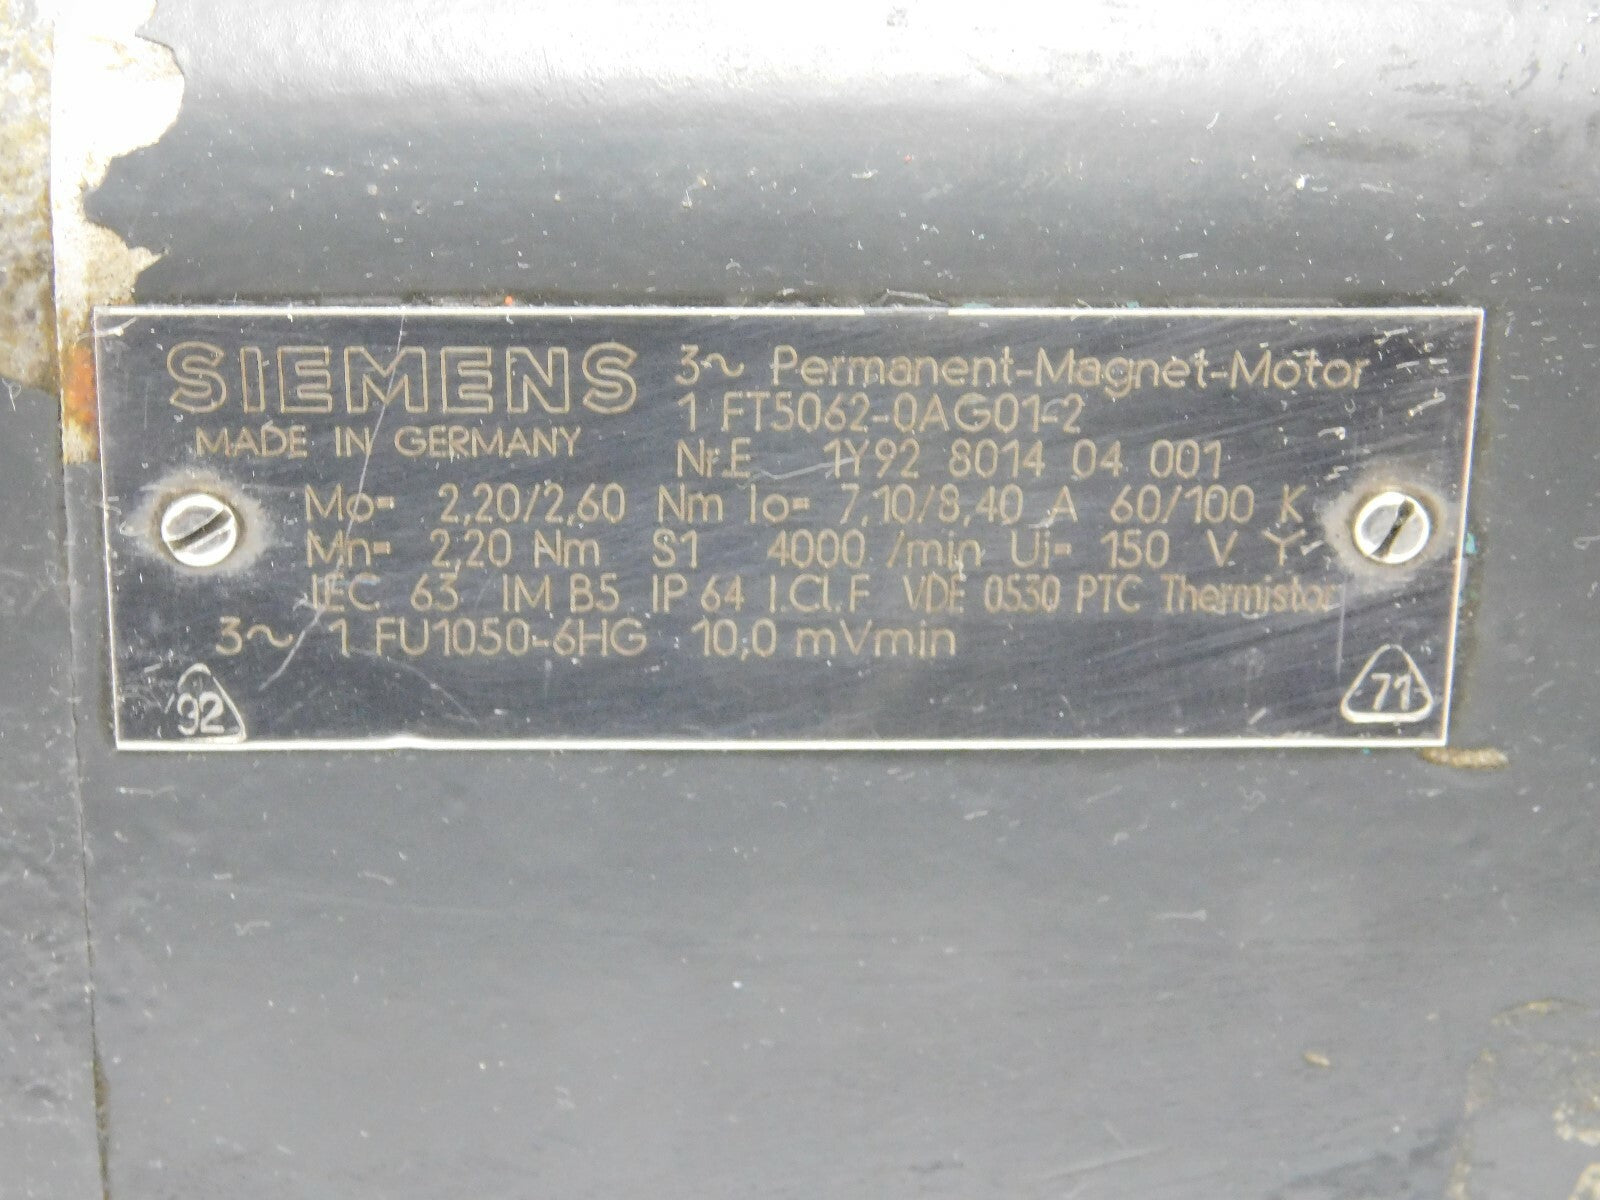 SIEMENS
3~ Permanent-Magnet-Motor
MADE IN GERMANY
1 FT5062-0AG01-2
Nr.E 1Y92 8014 04 001
Mo= 2,20/2,60 Nm Io= 7,10/8,40 A 60/100 K
Mn= 2,20 Nm S1 4000 /min Ui= 150 V Y
IEC 63 IM B5 IP 64 I.Cl.F VDE 0530 PTC Thermistor
3~ 1 FU1050-6HG 10,0 mVmin
92
71